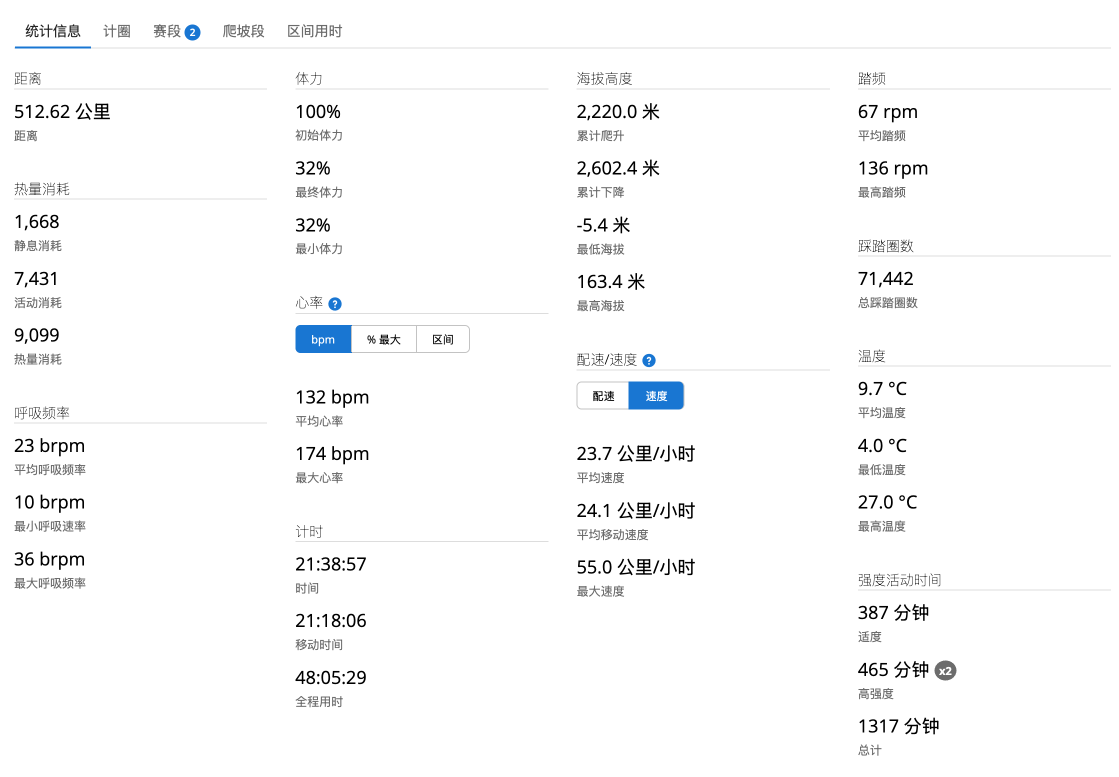 统计信息 计圈 赛段 2 爬坡段 区间用时
距离
512.62 公里
距离
热量消耗
1,668
静息消耗
7,431
活动消耗
9,099
热量消耗
呼吸频率
23 brpm
平均呼吸频率
10 brpm
最小呼吸速率
36 brpm
最大呼吸频率
体力
100%
初始体力
32%
最终体力
32%
最小体力
心率 ?
bpm % 最大 区间
132 bpm
平均心率
174 bpm
最大心率
计时
21:38:57
时间
21:18:06
移动时间
48:05:29
全程用时
海拔高度
2,220.0 米
累计爬升
2,602.4 米
累计下降
-5.4 米
最低海拔
163.4 米
最高海拔
配速/速度 ?
配速 速度
23.7 公里/小时
平均速度
24.1 公里/小时
平均移动速度
55.0 公里/小时
最大速度
踏频
67 rpm
平均踏频
136 rpm
最高踏频
踩踏圈数
71,442
总踩踏圈数
温度
9.7 °C
平均温度
4.0 °C
最低温度
27.0 °C
最高温度
强度活动时间
387 分钟
适度
465 分钟 x2
高强度
1317 分钟
总计